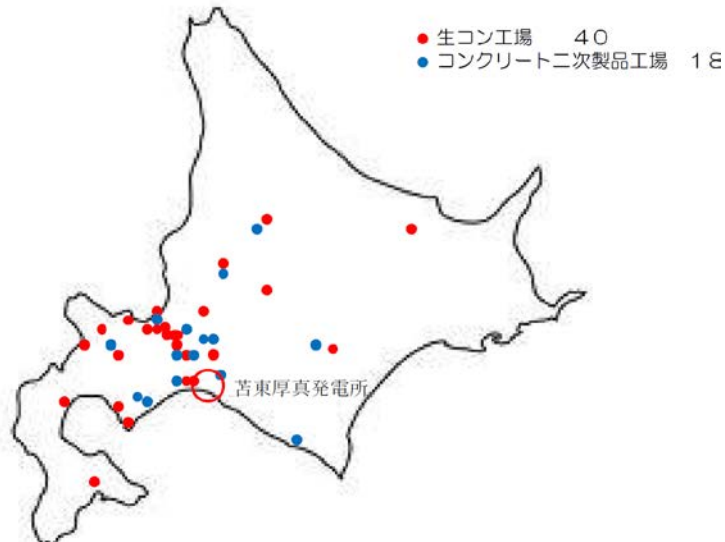 生コン工場　　４０
コンクリート二次製品工場　１８
苫東厚真発電所